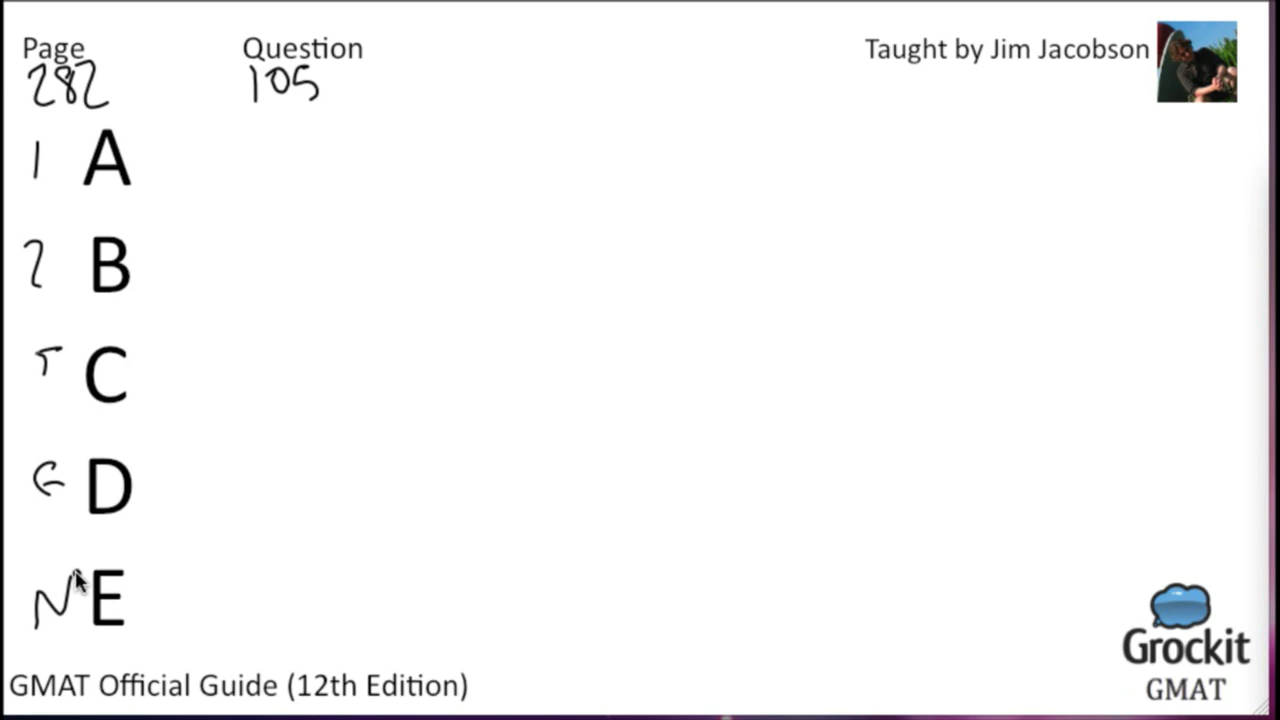 Page Question Taught by Jim Jacobson
282 105
1 A
2 B
T C
E D
N E
Grockit
GMAT
GMAT Official Guide (12th Edition)